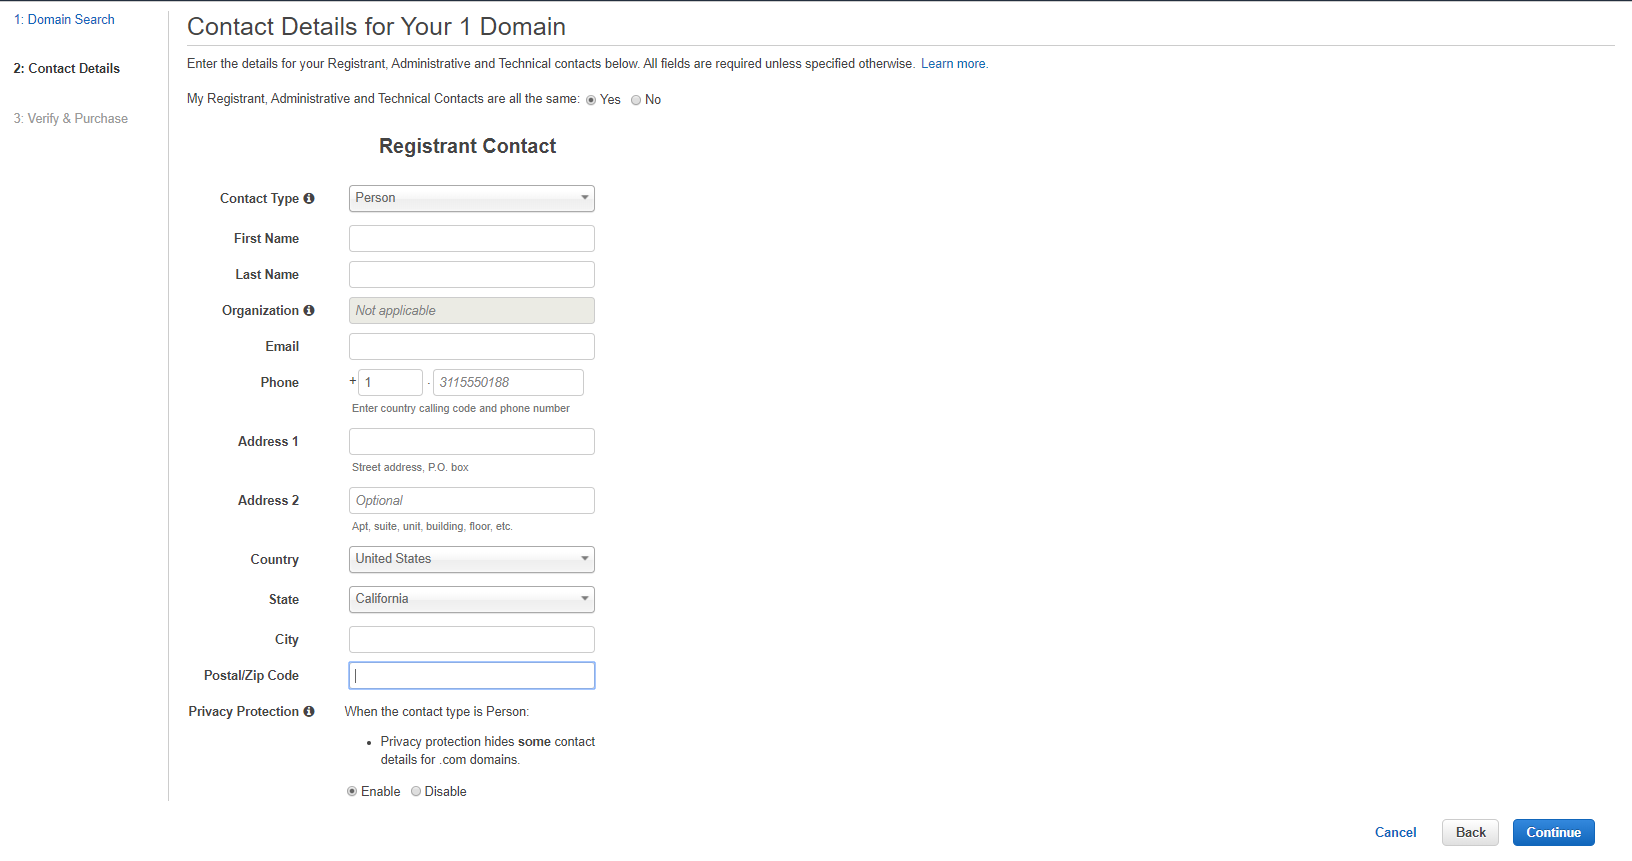 1: Domain Search
2: Contact Details
3: Verify & Purchase
Contact Details for Your 1 Domain
Enter the details for your Registrant, Administrative and Technical contacts below. All fields are required unless specified otherwise. Learn more.
My Registrant, Administrative and Technical Contacts are all the same: Yes No
Registrant Contact
Contact Type Person
First Name
Last Name
Organization Not applicable
Email
Phone + 1 . 3115550188
Enter country calling code and phone number
Address 1
Street address, P.O. box
Address 2 Optional
Apt, suite, unit, building, floor, etc.
Country United States
State California
City
Postal/Zip Code
Privacy Protection When the contact type is Person:
• Privacy protection hides some contact
details for .com domains.
Enable Disable
Cancel Back Continue